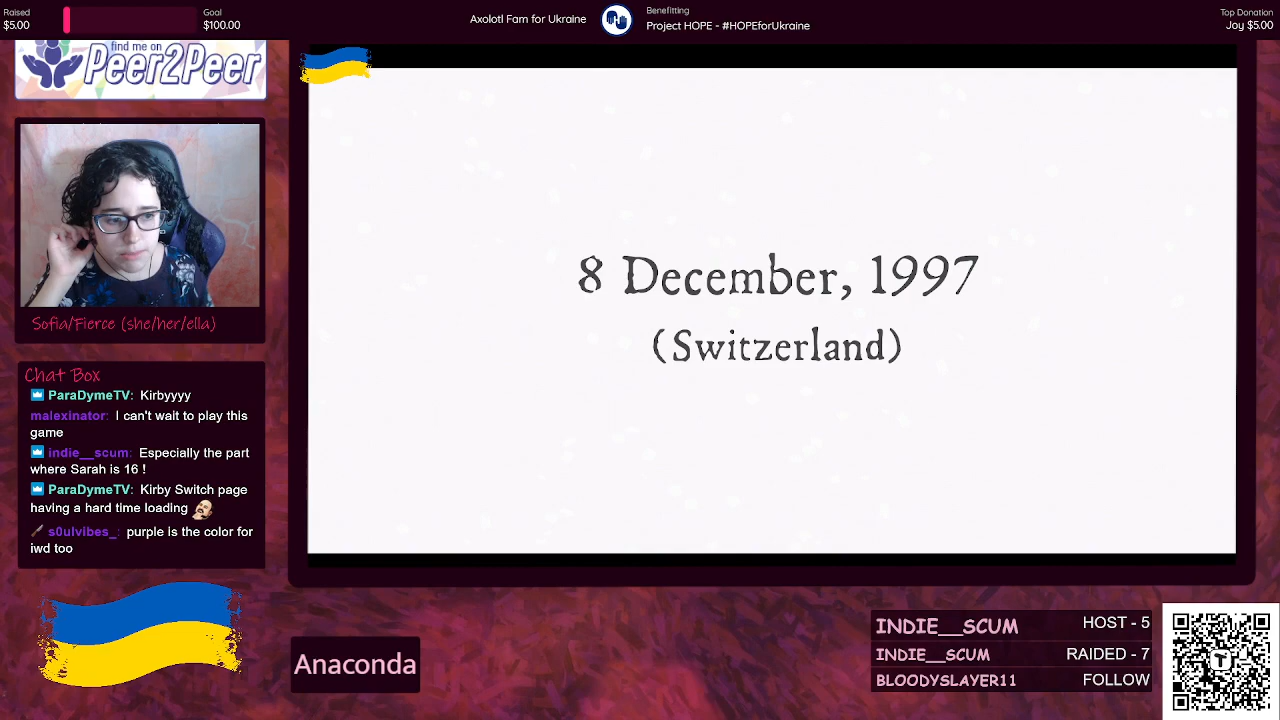 Raised
$5.00
Goal
$100.00
Axolotl Fam for Ukraine
Benefitting
Project HOPE - #HOPEforUkraine
Top Donation
Joy $5.00
find me on
Peer2Peer
8 December, 1997
(Switzerland)
Sofia/Fierce (she/her/ella)
Chat Box
ParaDymeTV: Kirbyyyy
malexinator: I can't wait to play this
game
indie__scum: Especially the part
where Sarah is 16 !
ParaDymeTV: Kirby Switch page
having a hard time loading
s0ulvibes_: purple is the color for
iwd too
Anaconda
INDIE__SCUM HOST - 5
INDIE__SCUM RAIDED - 7
BLOODYSLAYER11 FOLLOW
T